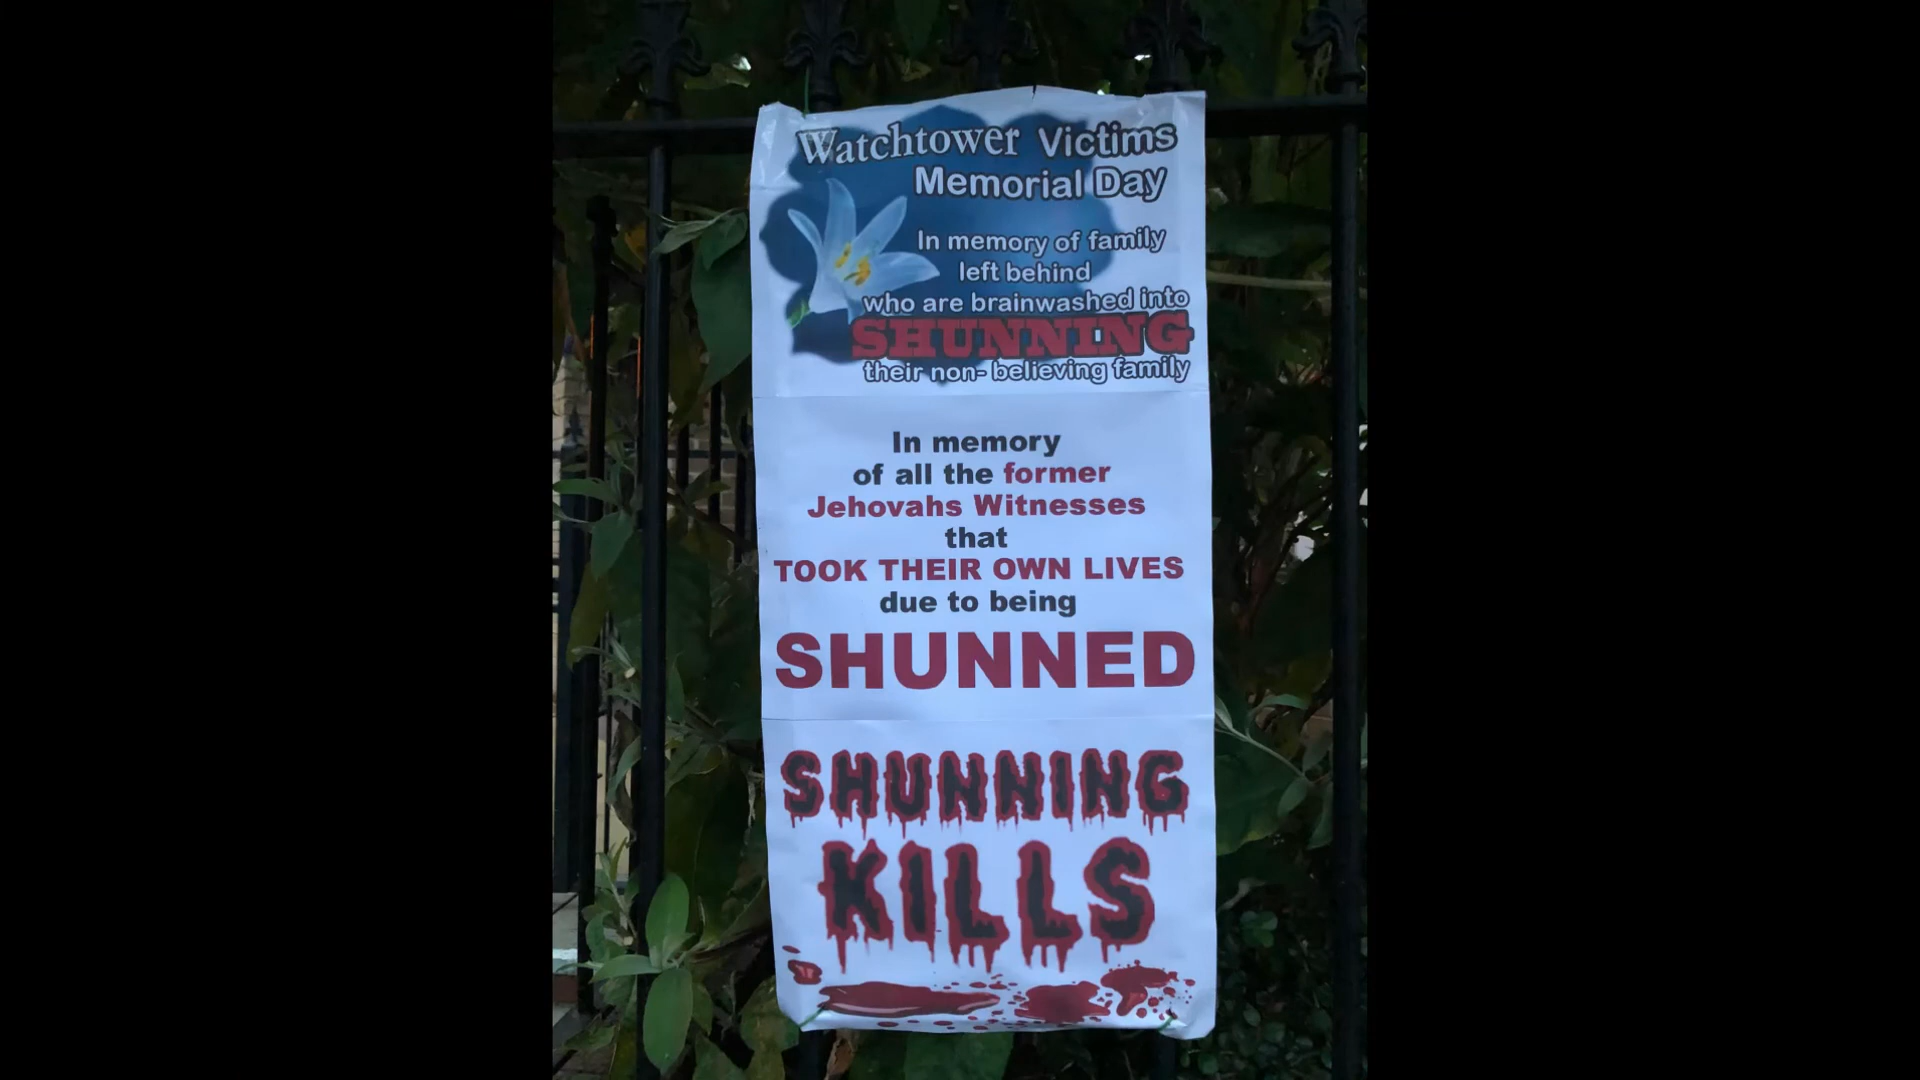 Watchtower Victims
Memorial Day
In memory of family
left behind
who are brainwashed into
SHUNNING
their non- believing family
In memory
of all the former
Jehovahs Witnesses
that
TOOK THEIR OWN LIVES
due to being
SHUNNED
SHUNNING
KILLS